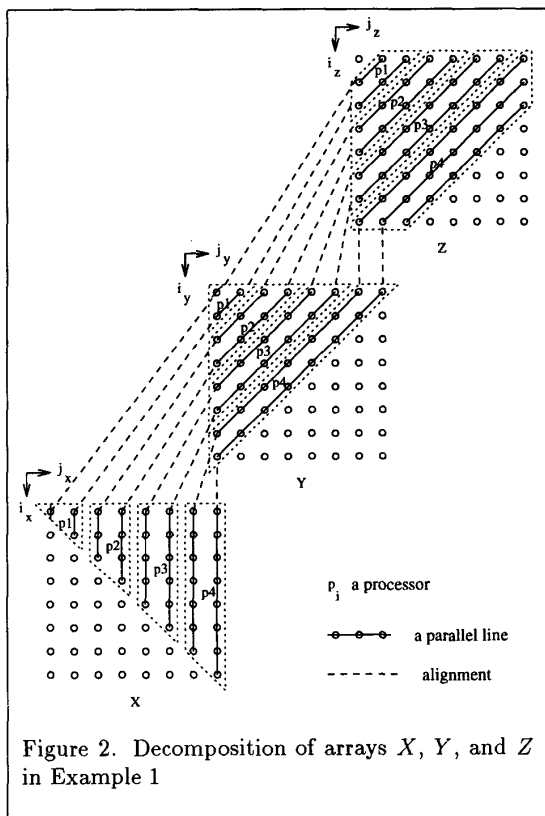 j_z
i_z
p1
p2
p3
p4
Z
j_y
i_y
p1
p2
p3
p4
Y
j_x
i_x
p1
p2
p3
p4
X
p_i a processor
a parallel line
alignment
Figure 2. Decomposition of arrays X, Y, and Z
in Example 1